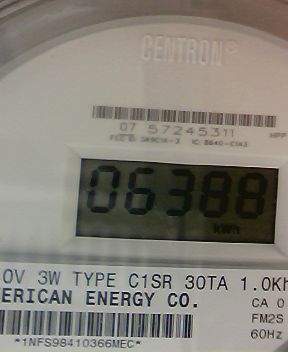 CENTRON®
07 57245311
HPP
06388
kWh
0V 3W TYPE C1SR 30TA 1.0Kh
ERICAN ENERGY CO.
CA 0
FM2S
60Hz
*1NFS98410366MEC*